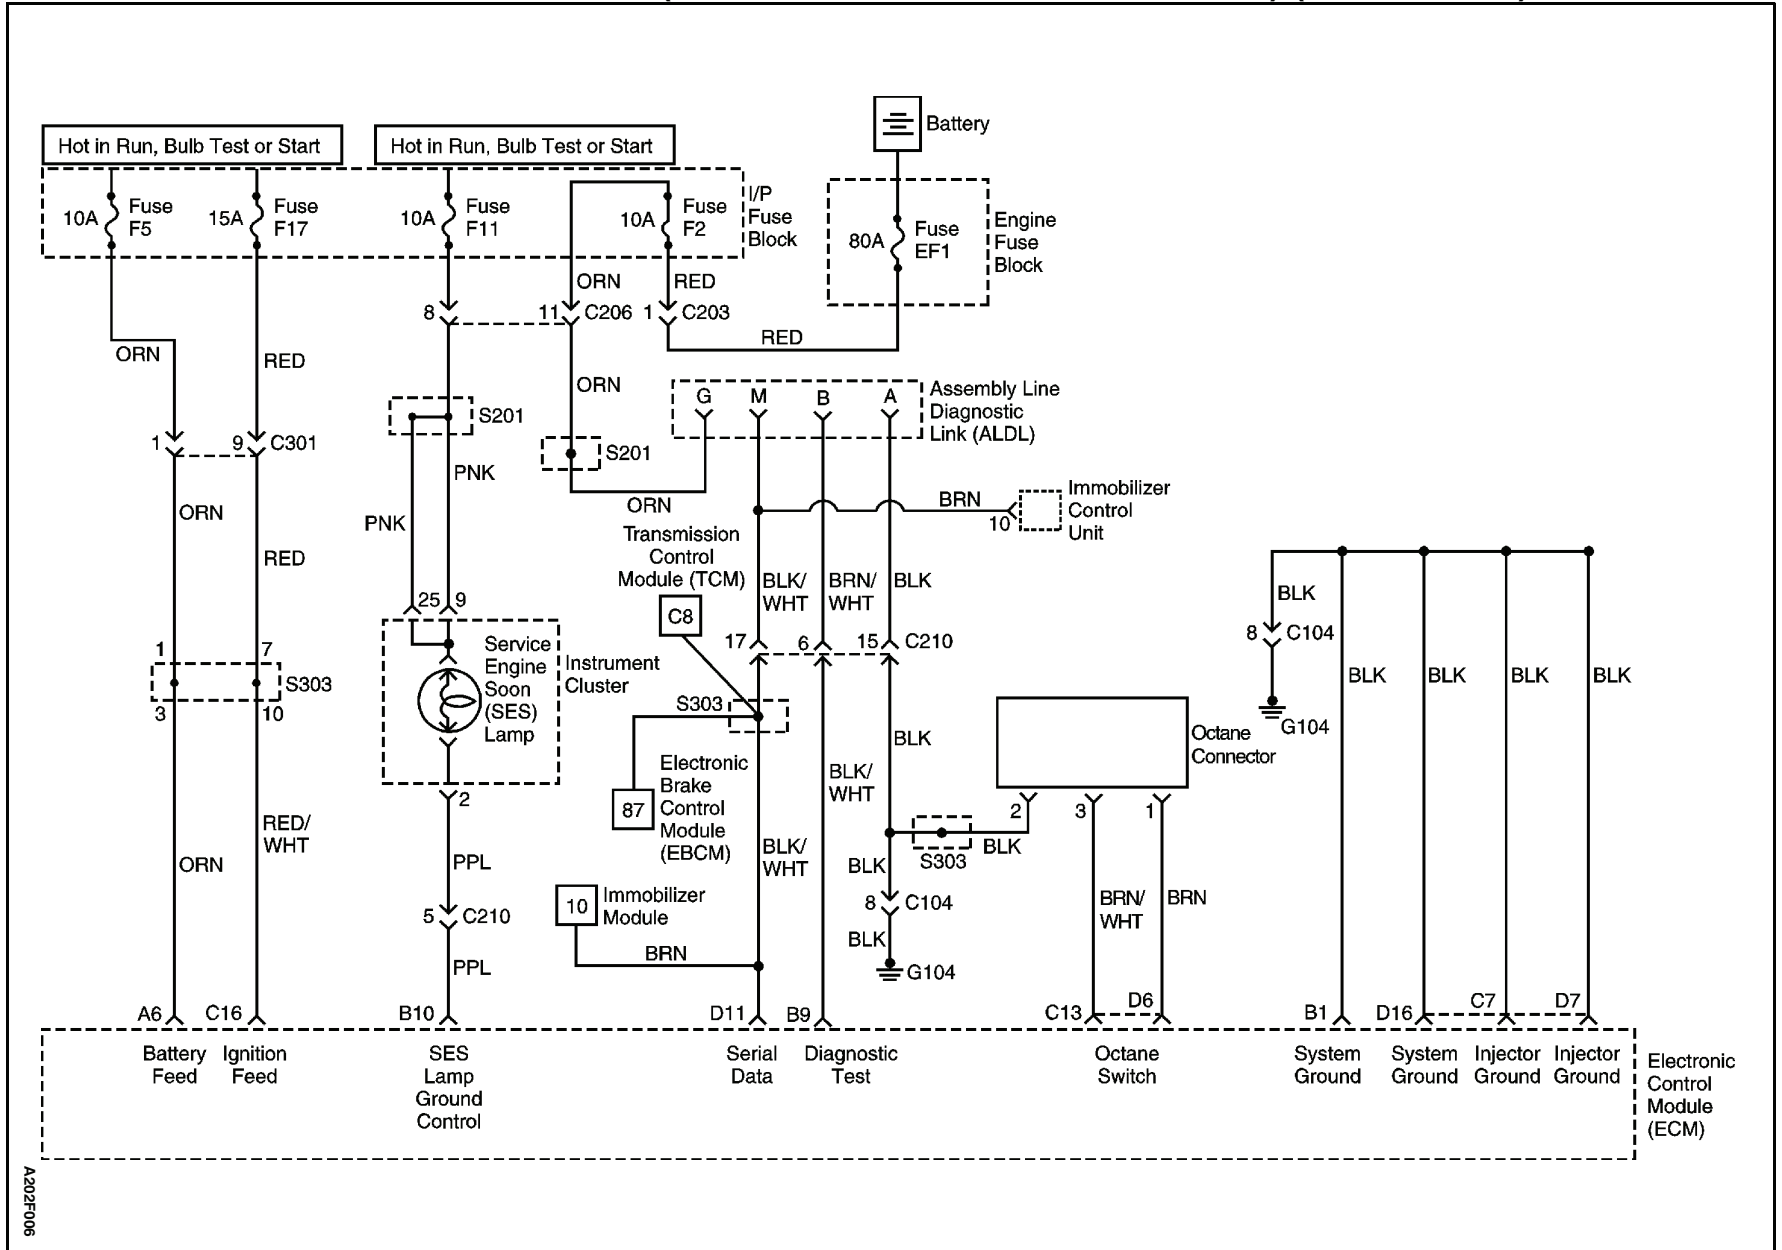 Battery
Hot in Run, Bulb Test or Start
Hot in Run, Bulb Test or Start
10A
Fuse
F5
15A
Fuse
F17
10A
Fuse
F11
10A
Fuse
F2
I/P
Fuse
Block
80A
Fuse
EF1
Engine
Fuse
Block
ORN
RED
8
11
C206
1
C203
RED
ORN
RED
ORN
G
M
B
A
Assembly Line
Diagnostic
Link (ALDL)
S201
1
9
C301
S201
PNK
ORN
BRN
10
Immobilizer
Control
Unit
ORN
PNK
RED
Transmission
Control
Module (TCM)
C8
BLK/
WHT
BRN/
WHT
BLK
25
9
17
6
15
C210
BLK
8
C104
G104
BLK
BLK
BLK
BLK
1
7
S303
3
10
Service
Engine
Soon
(SES)
Lamp
Instrument
Cluster
S303
2
Electronic
Brake
Control
Module
(EBCM)
87
BLK
BLK/
WHT
Octane
Connector
2
3
1
RED/
WHT
ORN
PPL
BLK/
WHT
BLK
S303
BLK
8
C104
BLK
G104
BRN/
WHT
BRN
5
C210
10
Immobilizer
Module
PPL
BRN
A6
C16
B10
D11
B9
C13
D6
B1
D16
C7
D7
Battery
Feed
Ignition
Feed
SES
Lamp
Ground
Control
Serial
Data
Diagnostic
Test
Octane
Switch
System
Ground
System
Ground
Injector
Ground
Injector
Ground
Electronic
Control
Module
(ECM)
A202F006